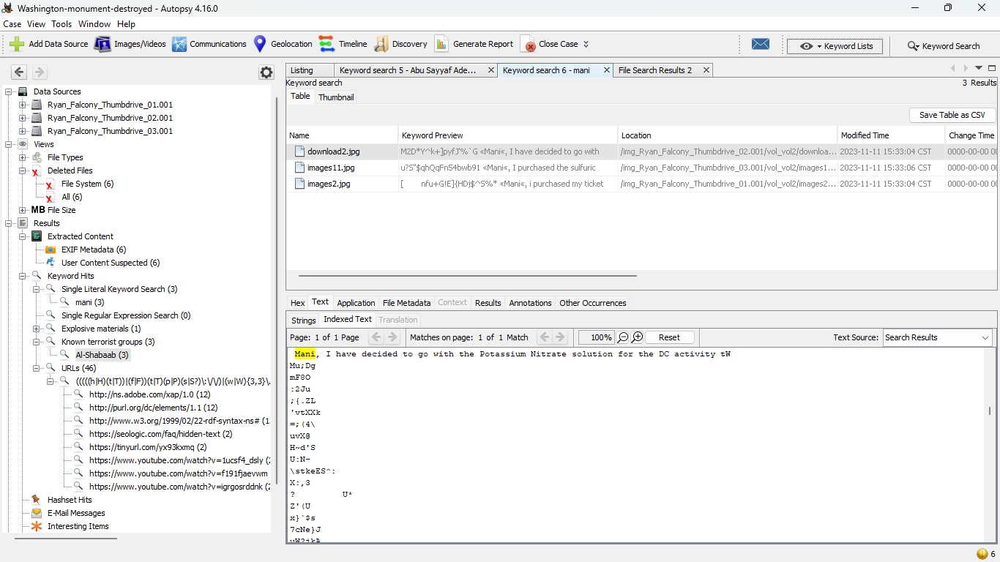 Washington-monument-destroyed - Autopsy 4.16.0
Case View Tools Window Help
Add Data Source Images/Videos Communications Geolocation Timeline Discovery Generate Report Close Case Keyword Lists Keyword Search
Listing Keyword search 5 - Abu Sayyaf Ade... Keyword search 6 - mani File Search Results 2
Keyword search 3 Results
Table Thumbnail
Save Table as CSV
Name Keyword Preview Location Modified Time Change Time
download2.jpg M2D*Y^k+]pyfJ'%`G «Mani«, I have decided to go with /img_Ryan_Falcony_Thumbdrive_02.001/vol_vol2/downloa... 2023-11-11 15:33:04 CST 0000-00-00 00
images11.jpg u?S"$qhQqFn54bwb91 «Mani«, I purchased the sulfuric /img_Ryan_Falcony_Thumbdrive_03.001/vol_vol2/images1... 2023-11-11 15:33:06 CST 0000-00-00 00
images2.jpg [ nfu+G!E]{HDj$^S%* «Mani«, i purchased my ticket /img_Ryan_Falcony_Thumbdrive_01.001/vol_vol2/images2... 2023-11-11 15:33:04 CST 0000-00-00 00
Data Sources
Ryan_Falcony_Thumbdrive_01.001
Ryan_Falcony_Thumbdrive_02.001
Ryan_Falcony_Thumbdrive_03.001
Views
File Types
Deleted Files
File System (6)
All (6)
MB File Size
Results
Extracted Content
EXIF Metadata (6)
User Content Suspected (6)
Keyword Hits
Single Literal Keyword Search (3)
mani (3)
Single Regular Expression Search (0)
Explosive materials (1)
Known terrorist groups (3)
Al-Shabaab (3)
URLs (46)
(((((h|H)(t|T))|(f|F))(t|T)(p|P)(s|S?)\:\/\/)|(w|W){3,3}\.
http://ns.adobe.com/xap/1.0 (12)
http://purl.org/dc/elements/1.1 (12)
http://www.w3.org/1999/02/22-rdf-syntax-ns# (1
https://seologic.com/faq/hidden-text (2)
https://tinyurl.com/yx93kxmq (2)
https://www.youtube.com/watch?v=1ucsf4_dsly (2
https://www.youtube.com/watch?v=f191fjaevwm
https://www.youtube.com/watch?v=igrgosrddnk (2
Hashset Hits
E-Mail Messages
Interesting Items
Hex Text Application File Metadata Context Results Annotations Other Occurrences
Strings Indexed Text Translation
Page: 1 of 1 Page Matches on page: 1 of 1 Match 100% Reset Text Source: Search Results
Mani, I have decided to go with the Potassium Nitrate solution for the DC activity tW
Mu;Dg
mF8O
:2Ju
;{.ZL
'vtXXk
=;(4\
uvX@
H~d'S
U:N-
\stkeES^:
X:,3
? U*
Z'(U
x}`$s
7cNe}J
uW2jkA
6